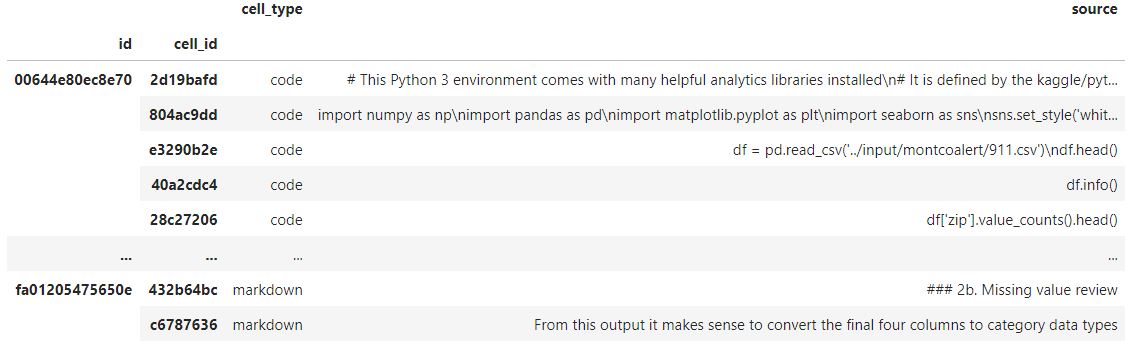 cell_type source
id cell_id
00644e80ec8e70 2d19bafd code # This Python 3 environment comes with many helpful analytics libraries installed\n# It is defined by the kaggle/pyt...
804ac9dd code import numpy as np\nimport pandas as pd\nimport matplotlib.pyplot as plt\nimport seaborn as sns\nsns.set_style('whit...
e3290b2e code df = pd.read_csv('../input/montcoalert/911.csv')\ndf.head()
40a2cdc4 code df.info()
28c27206 code df['zip'].value_counts().head()
... ... ... ...
fa01205475650e 432b64bc markdown ### 2b. Missing value review
c6787636 markdown From this output it makes sense to convert the final four columns to category data types